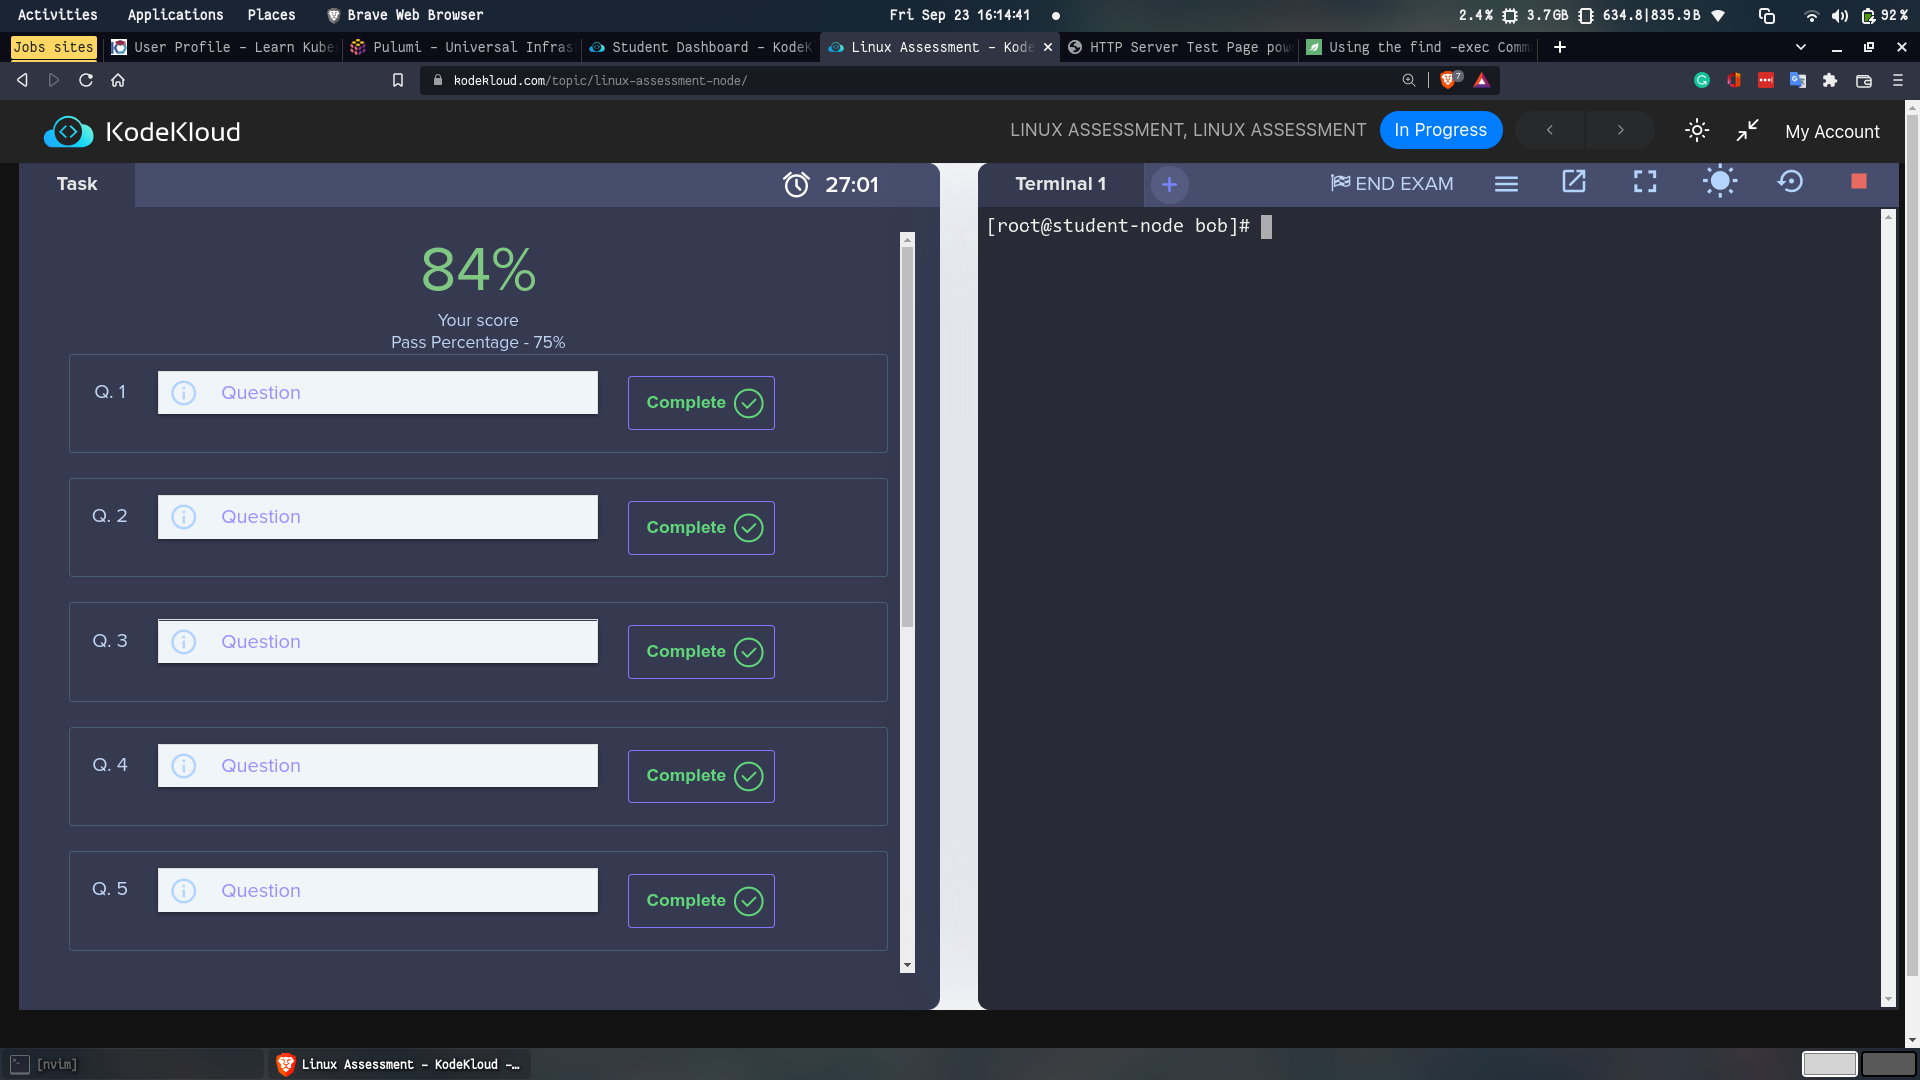 Activities Applications Places Brave Web Browser Fri Sep 23 16:14:41 2.4% 3.7GB 634.8|835.9B 92%
Jobs sites User Profile – Learn Kube Pulumi – Universal Infras Student Dashboard – KodeK Linux Assessment – Kode HTTP Server Test Page pow Using the find -exec Comm
kodekloud.com/topic/linux-assessment-node/ 7
KodeKloud LINUX ASSESSMENT, LINUX ASSESSMENT In Progress My Account
Task 27:01 Terminal 1 + END EXAM
[root@student-node bob]#
84%
Your score
Pass Percentage - 75%
Q. 1 Question Complete
Q. 2 Question Complete
Q. 3 Question Complete
Q. 4 Question Complete
Q. 5 Question Complete
[nvim] Linux Assessment – KodeKloud –…